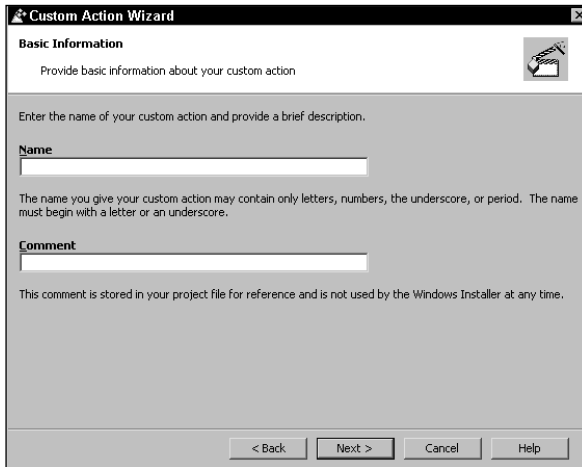 Custom Action Wizard
Basic Information
Provide basic information about your custom action
Enter the name of your custom action and provide a brief description.
Name
The name you give your custom action may contain only letters, numbers, the underscore, or period. The name
must begin with a letter or an underscore.
Comment
This comment is stored in your project file for reference and is not used by the Windows Installer at any time.
< Back Next > Cancel Help